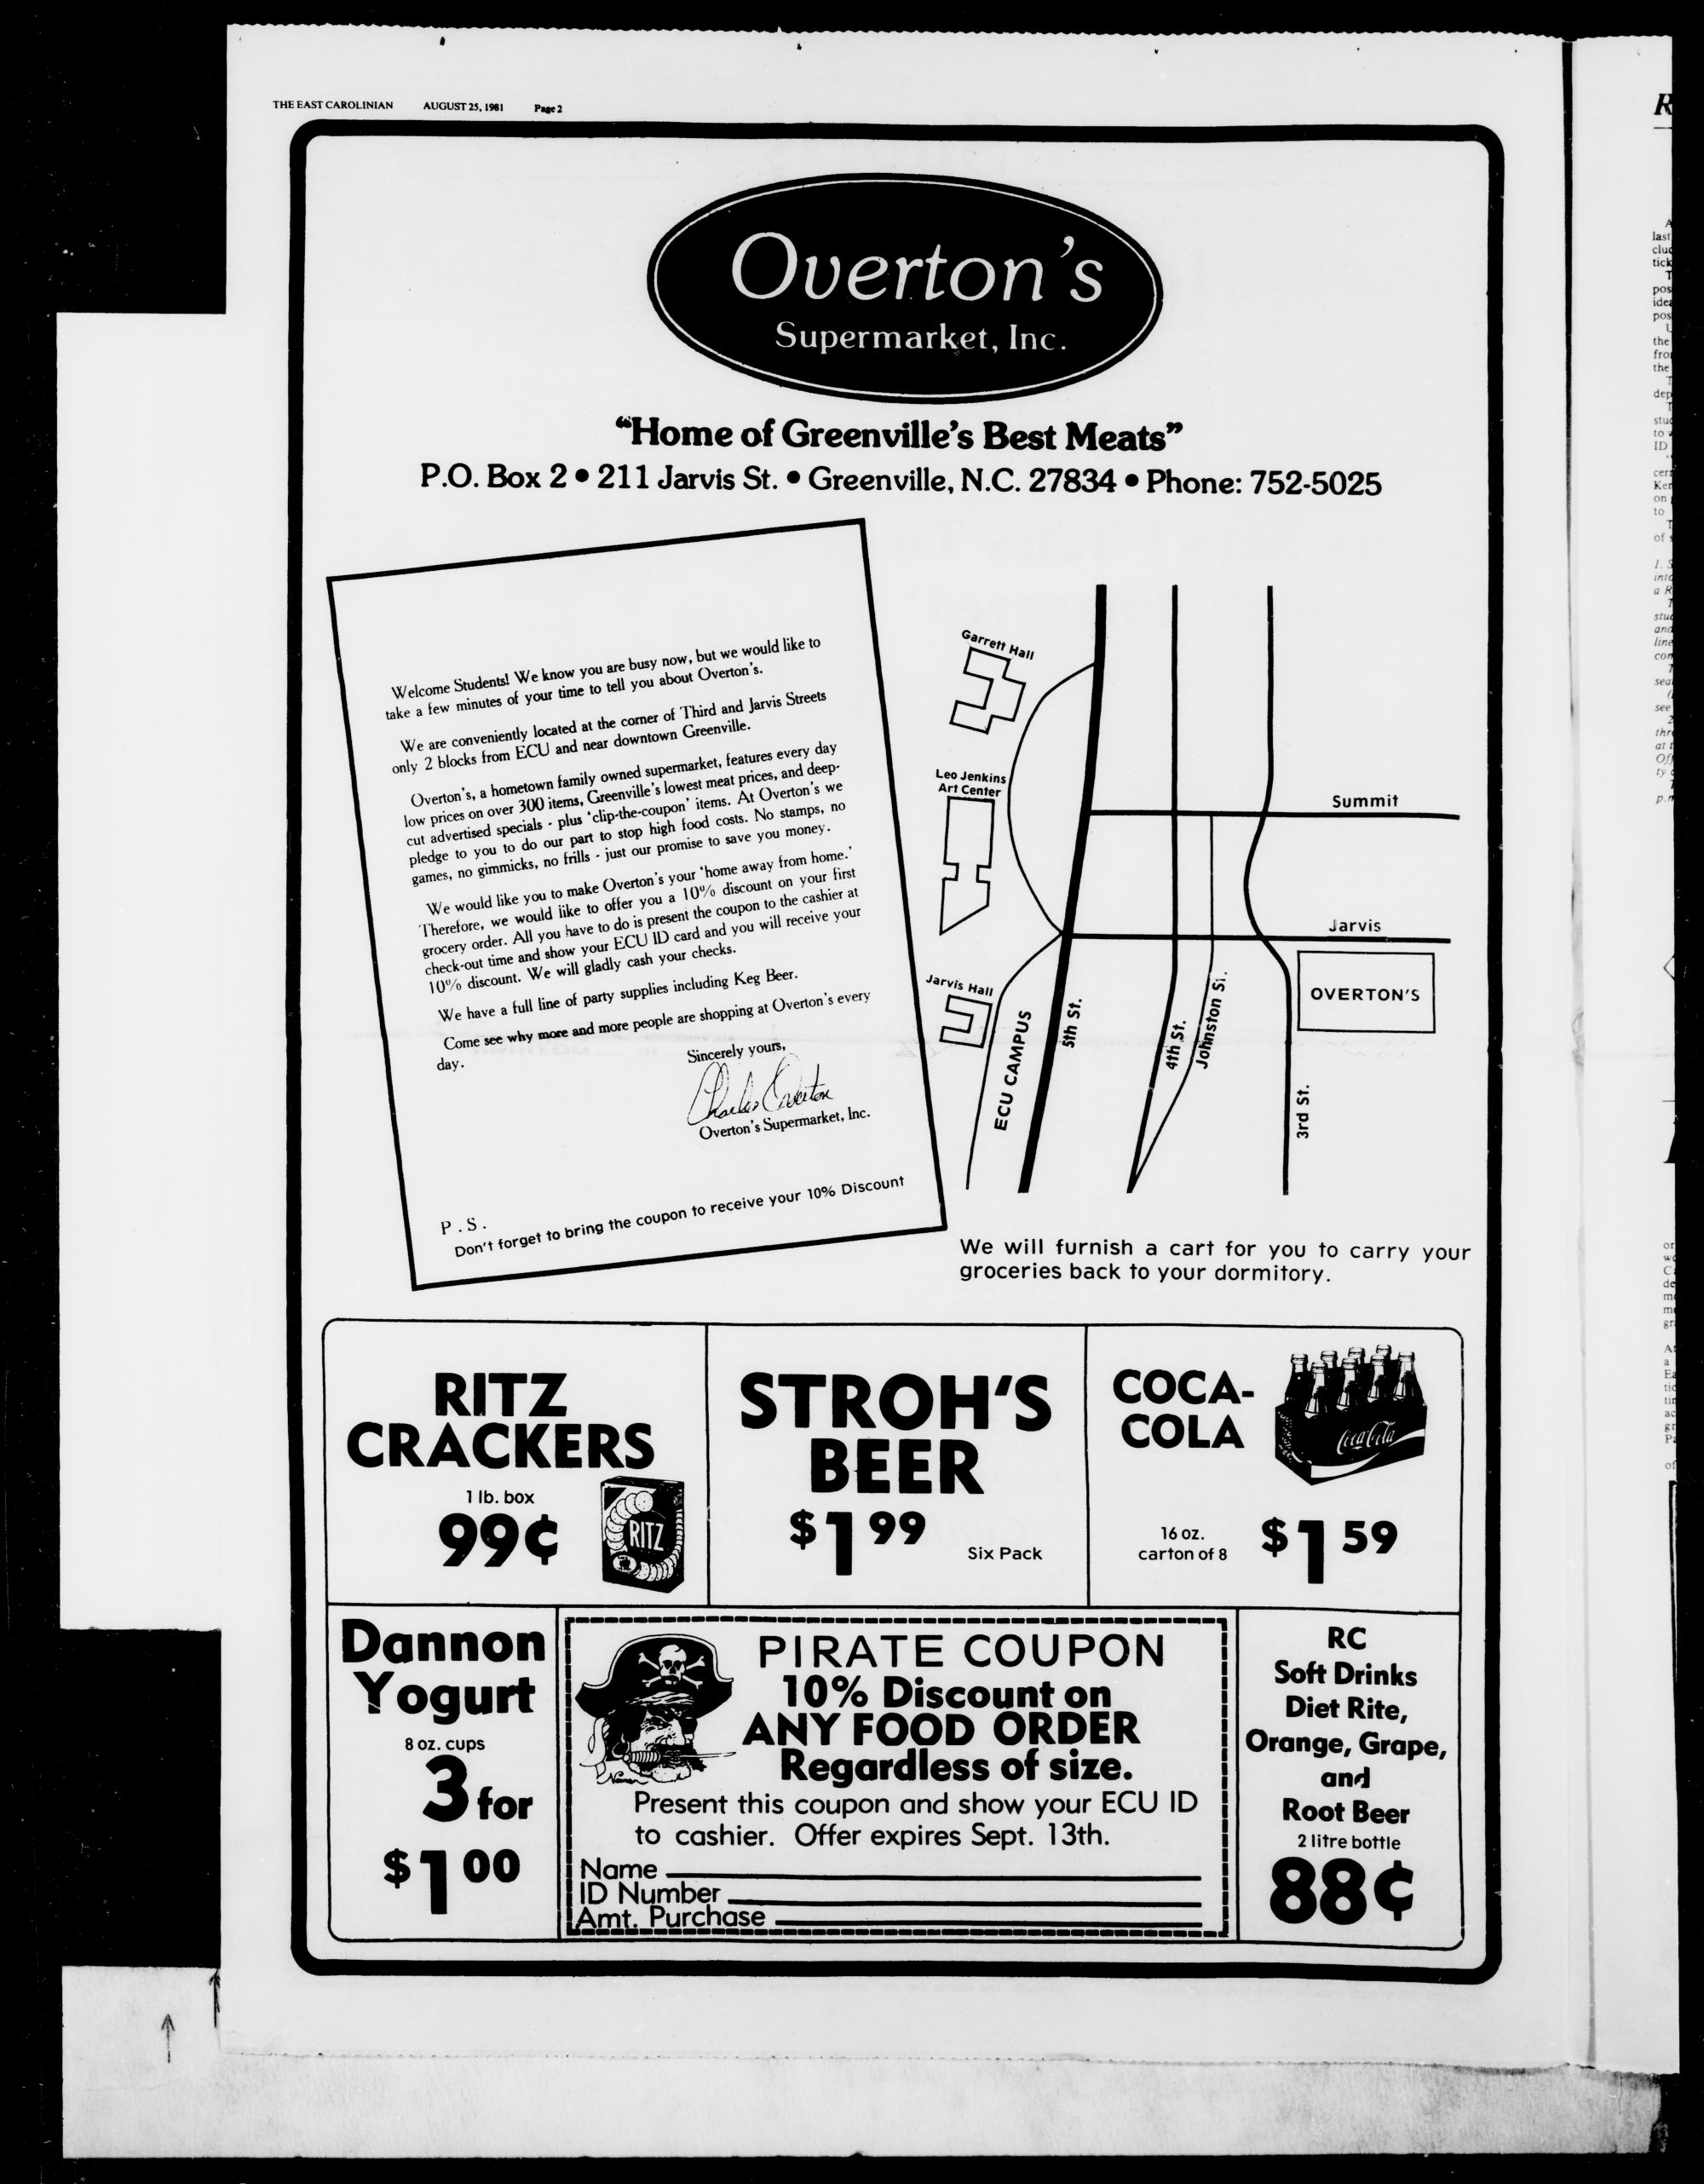 THE EAST CAROLINIAN AUGUST 25, 1981 Page 2
Overton's
Supermarket, Inc.
“Home of Greenville's Best Meats”
P.O. Box 2 • 211 Jarvis St. • Greenville, N.C. 27834 • Phone: 752-5025
Welcome Students! We know you are busy now, but we would like to
take a few minutes of your time to tell you about Overton's.
We are conveniently located at the corner of Third and Jarvis Streets
only 2 blocks from ECU and near downtown Greenville.
Overton's, a hometown family owned supermarket, features every day
low prices on over 300 items, Greenville's lowest meat prices, and deep-
cut advertised specials - plus 'clip-the-coupon' items. At Overton's we
pledge to you to do our part to stop high food costs. No stamps, no
games, no gimmicks, no frills - just our promise to save you money.
We would like you to make Overton's your 'home away from home.'
Therefore, we would like to offer you a 10% discount on your first
grocery order. All you have to do is present the coupon to the cashier at
check-out time and show your ECU ID card and you will receive your
10% discount. We will gladly cash your checks.
We have a full line of party supplies including Keg Beer.
Come see why more and more people are shopping at Overton's every
day.
Sincerely yours,
Charles Overton
Overton's Supermarket, Inc.
P.S.
Don't forget to bring the coupon to receive your 10% Discount
Garrett Hall
Leo Jenkins
Art Center
Jarvis Hall
ECU CAMPUS
5th St.
4th St.
Johnston St.
3rd St.
Summit
Jarvis
OVERTON'S
We will furnish a cart for you to carry your
groceries back to your dormitory.
RITZ
CRACKERS
1 lb. box
99¢
RITZ
STROH'S
BEER
$1 99
Six Pack
COCA-
COLA
Coca-Cola
16 oz.
carton of 8
$1 59
Dannon
Yogurt
8 oz. cups
3 for
$1 00
PIRATE COUPON
10% Discount on
ANY FOOD ORDER
Regardless of size.
Present this coupon and show your ECU ID
to cashier. Offer expires Sept. 13th.
Name
ID Number
Amt. Purchase
RC
Soft Drinks
Diet Rite,
Orange, Grape,
and
Root Beer
2 litre bottle
88¢